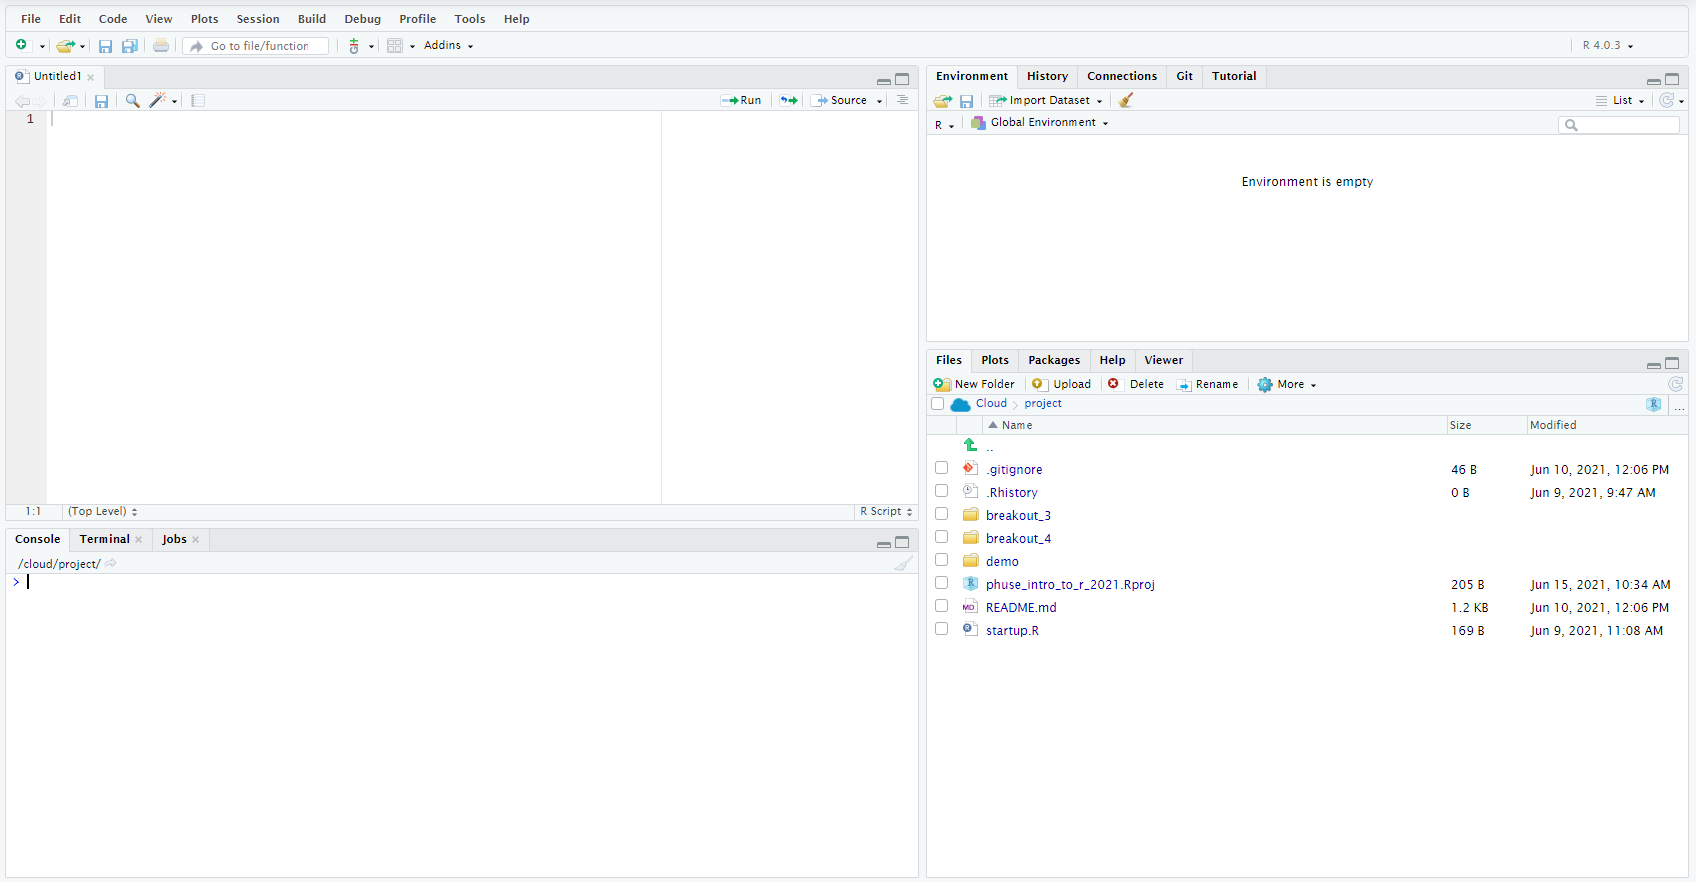 File Edit Code View Plots Session Build Debug Profile Tools Help
Go to file/function Addins R 4.0.3
Untitled1
Run Source
1
1:1 (Top Level) R Script
Console Terminal Jobs
/cloud/project/
>
Environment History Connections Git Tutorial
Import Dataset List
R Global Environment
Environment is empty
Files Plots Packages Help Viewer
New Folder Upload Delete Rename More
Cloud project ...
Name Size Modified
..
.gitignore 46 B Jun 10, 2021, 12:06 PM
.Rhistory 0 B Jun 9, 2021, 9:47 AM
breakout_3
breakout_4
demo
phuse_intro_to_r_2021.Rproj 205 B Jun 15, 2021, 10:34 AM
README.md 1.2 KB Jun 10, 2021, 12:06 PM
startup.R 169 B Jun 9, 2021, 11:08 AM